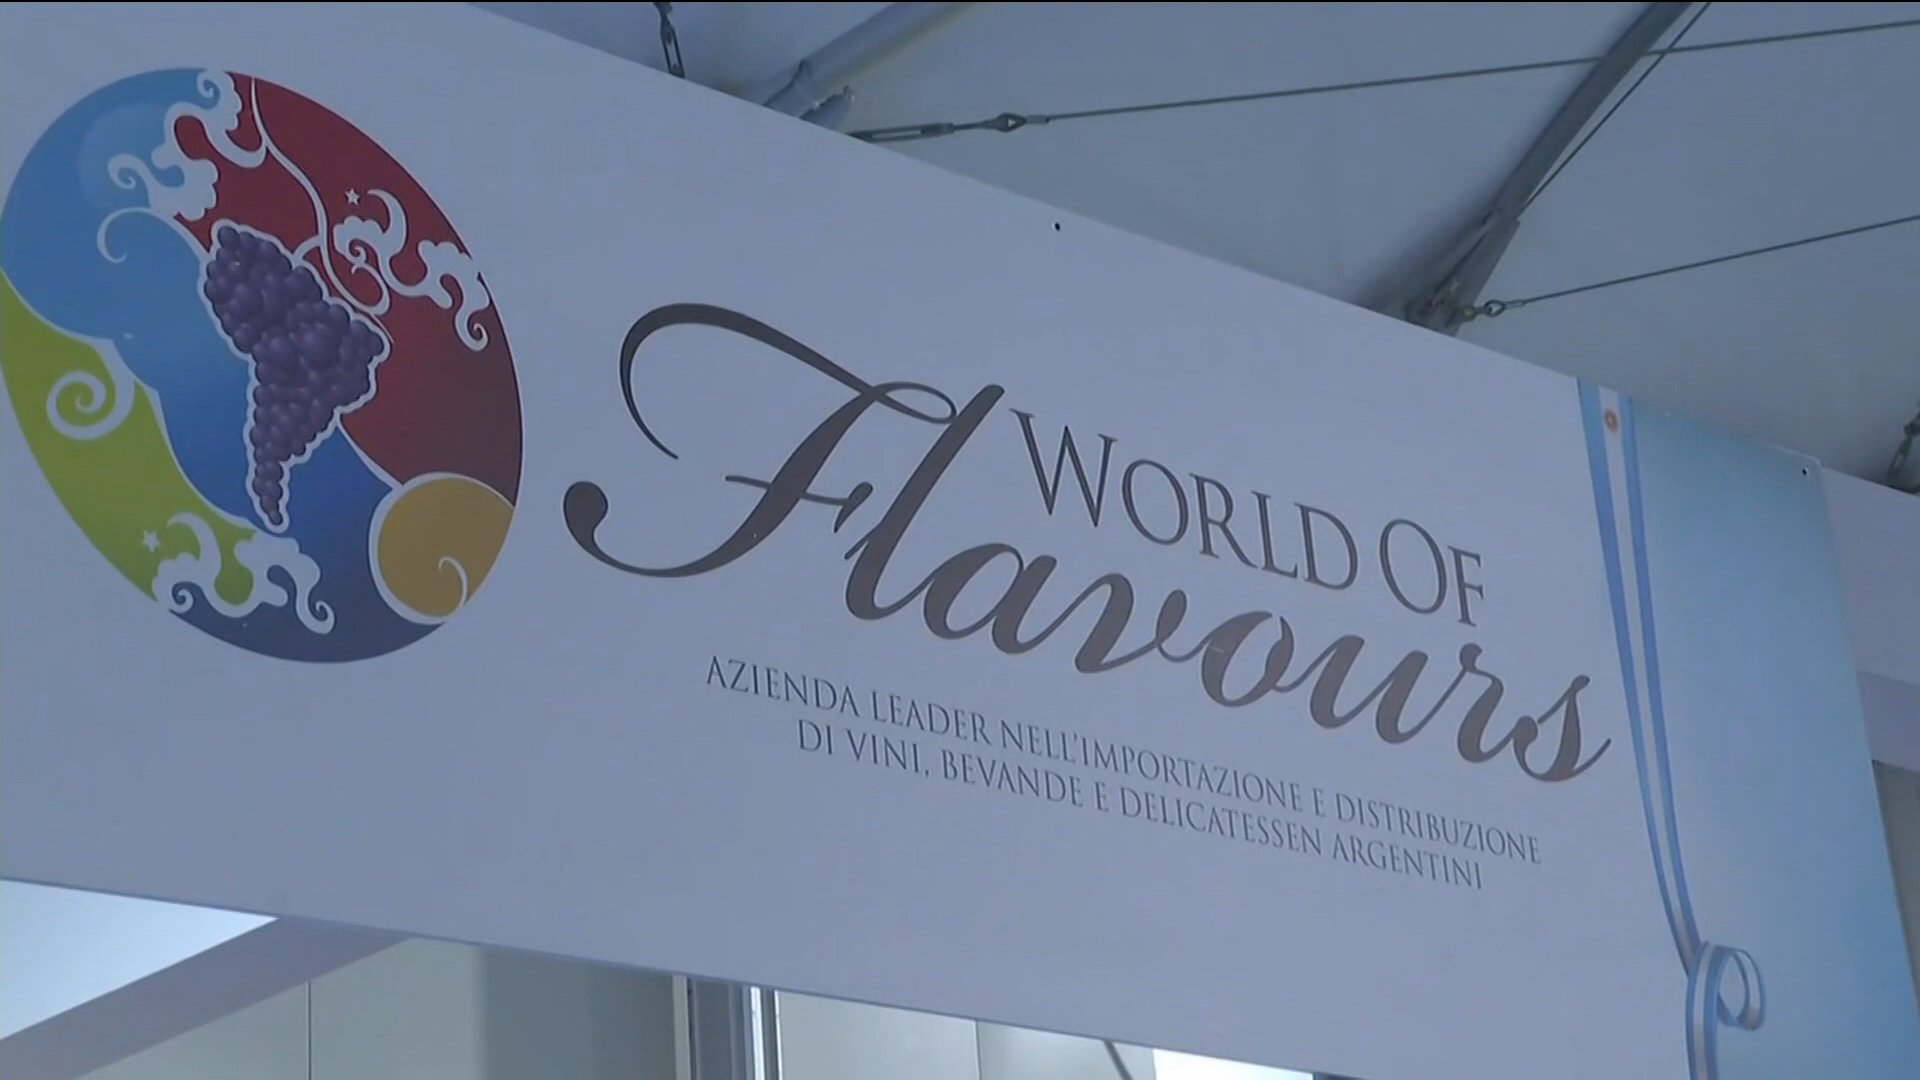 WORLD OF
Flavours
AZIENDA LEADER NELL'IMPORTAZIONE E DISTRIBUZIONE
DI VINI, BEVANDE E DELICATESSEN ARGENTINI